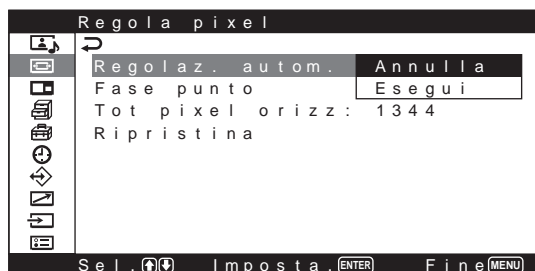 Regola pixel
Regolaz. autom. Annulla
Fase punto Esegui
Tot pixel orizz: 1344
Ripristina
Sel. Imposta. ENTER Fine MENU